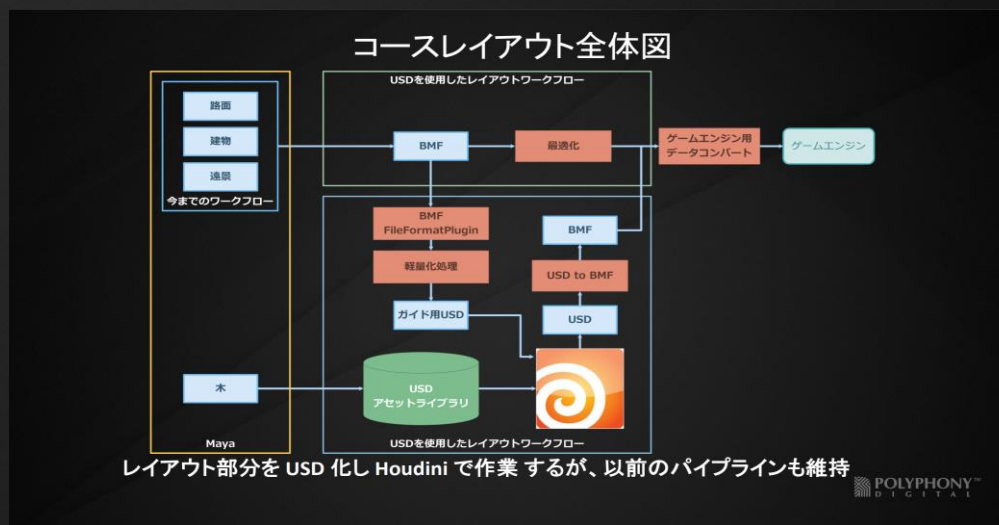 コースレイアウト全体図
USDを使用したレイアウトワークフロー
路面
建物
遠景
今までのワークフロー
BMF
最適化
ゲームエンジン用
データコンバート
ゲームエンジン
BMF
FileFormatPlugin
軽量化処理
ガイド用USD
BMF
USD to BMF
USD
木
USD
アセットライブラリ
Maya
USDを使用したレイアウトワークフロー
レイアウト部分を USD 化し Houdini で作業 するが、以前のパイプラインも維持
POLYPHONY™
DIGITAL